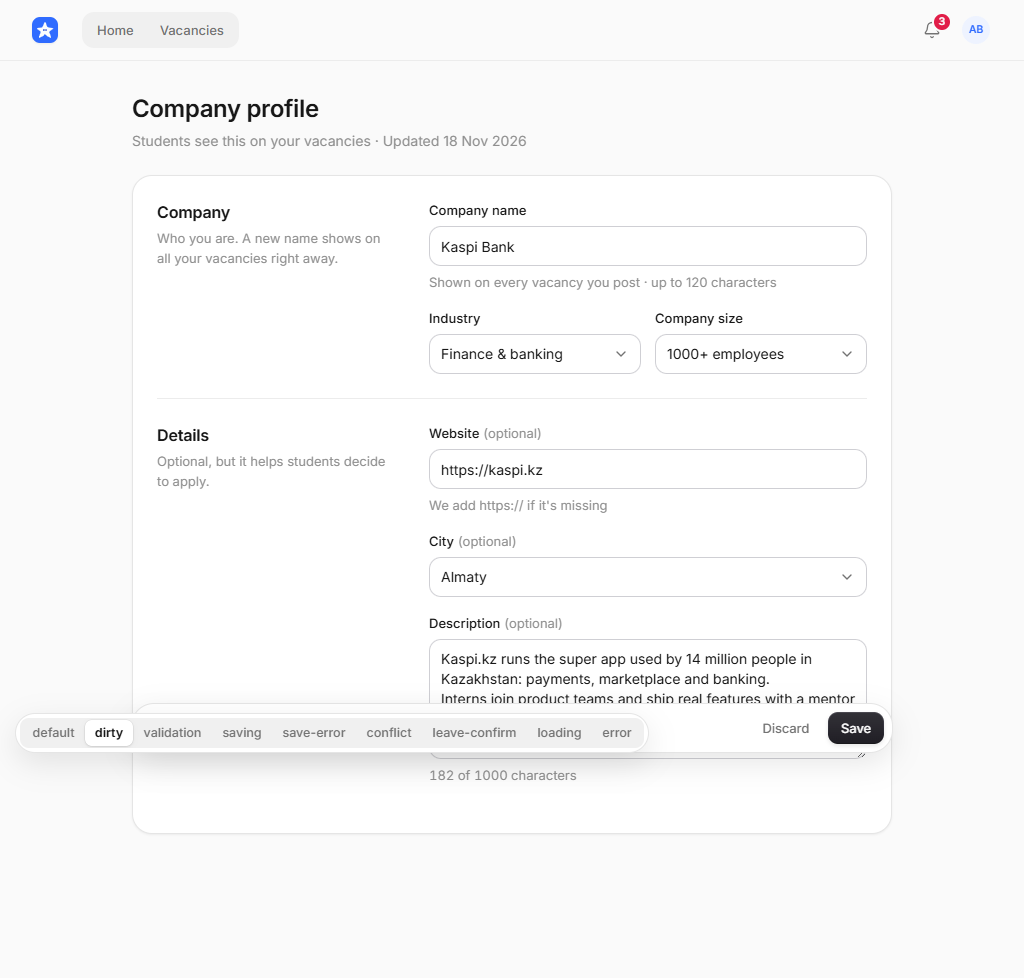 Home
Vacancies
3
AB
Company profile
Students see this on your vacancies · Updated 18 Nov 2026
Company
Who you are. A new name shows on
all your vacancies right away.
Company name
Kaspi Bank
Shown on every vacancy you post · up to 120 characters
Industry
Company size
Finance & banking
1000+ employees
Details
Optional, but it helps students decide
to apply.
Website (optional)
https://kaspi.kz
We add https:// if it's missing
City (optional)
Almaty
Description (optional)
Kaspi.kz runs the super app used by 14 million people in
Kazakhstan: payments, marketplace and banking.
Interns join product teams and ship real features with a mentor
default
dirty
validation
saving
save-error
conflict
leave-confirm
loading
error
Discard
Save
182 of 1000 characters